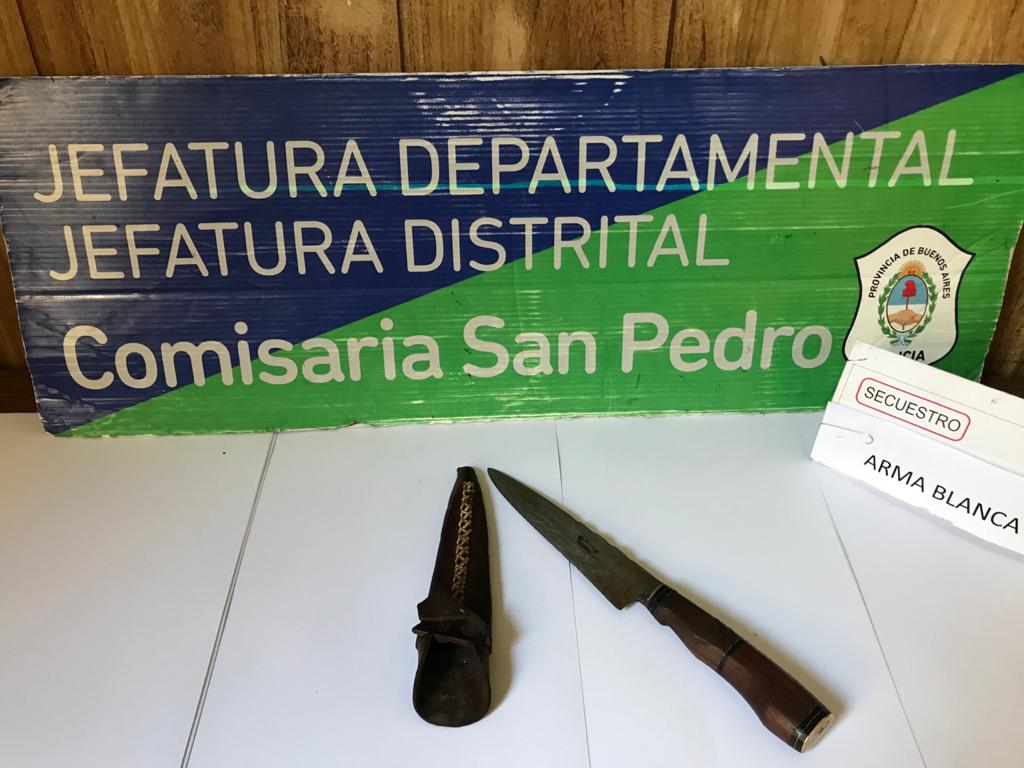 JEFATURA DEPARTAMENTAL
JEFATURA DISTRITAL
Comisaria San Pedro
PROVINCIA DE BUENOS AIRES
SECUESTRO
ARMA BLANCA